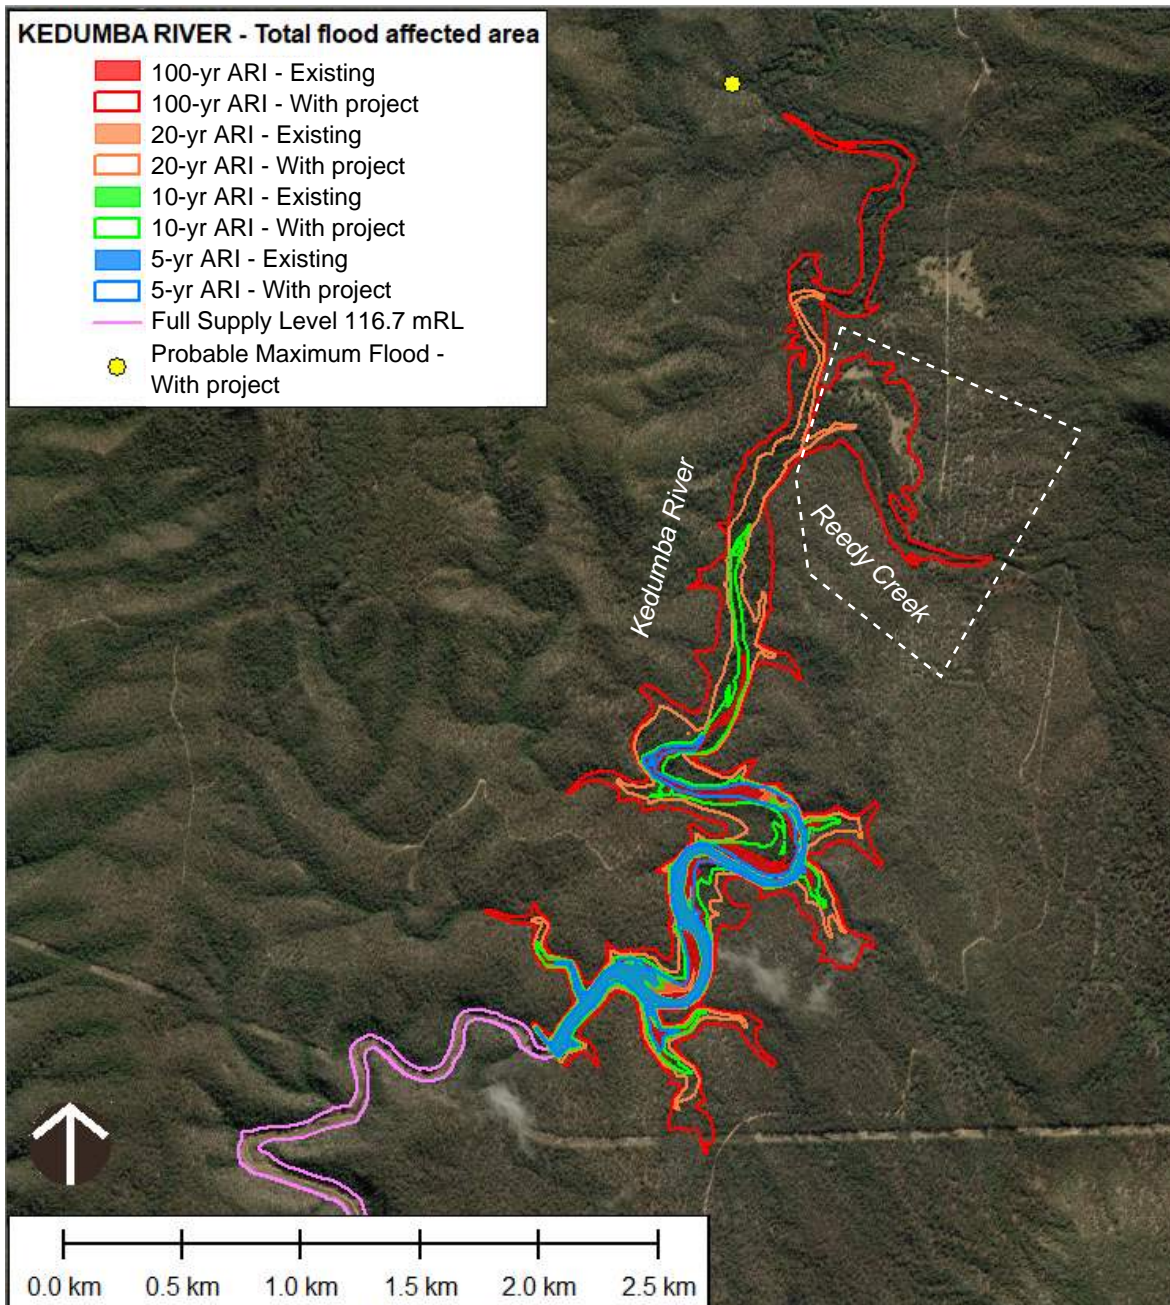 KEDUMBA RIVER - Total flood affected area
100-yr ARI - Existing
100-yr ARI - With project
20-yr ARI - Existing
20-yr ARI - With project
10-yr ARI - Existing
10-yr ARI - With project
5-yr ARI - Existing
5-yr ARI - With project
Full Supply Level 116.7 mRL
Probable Maximum Flood -
With project
Kedumba River
Reedy Creek
0.0 km 0.5 km 1.0 km 1.5 km 2.0 km 2.5 km